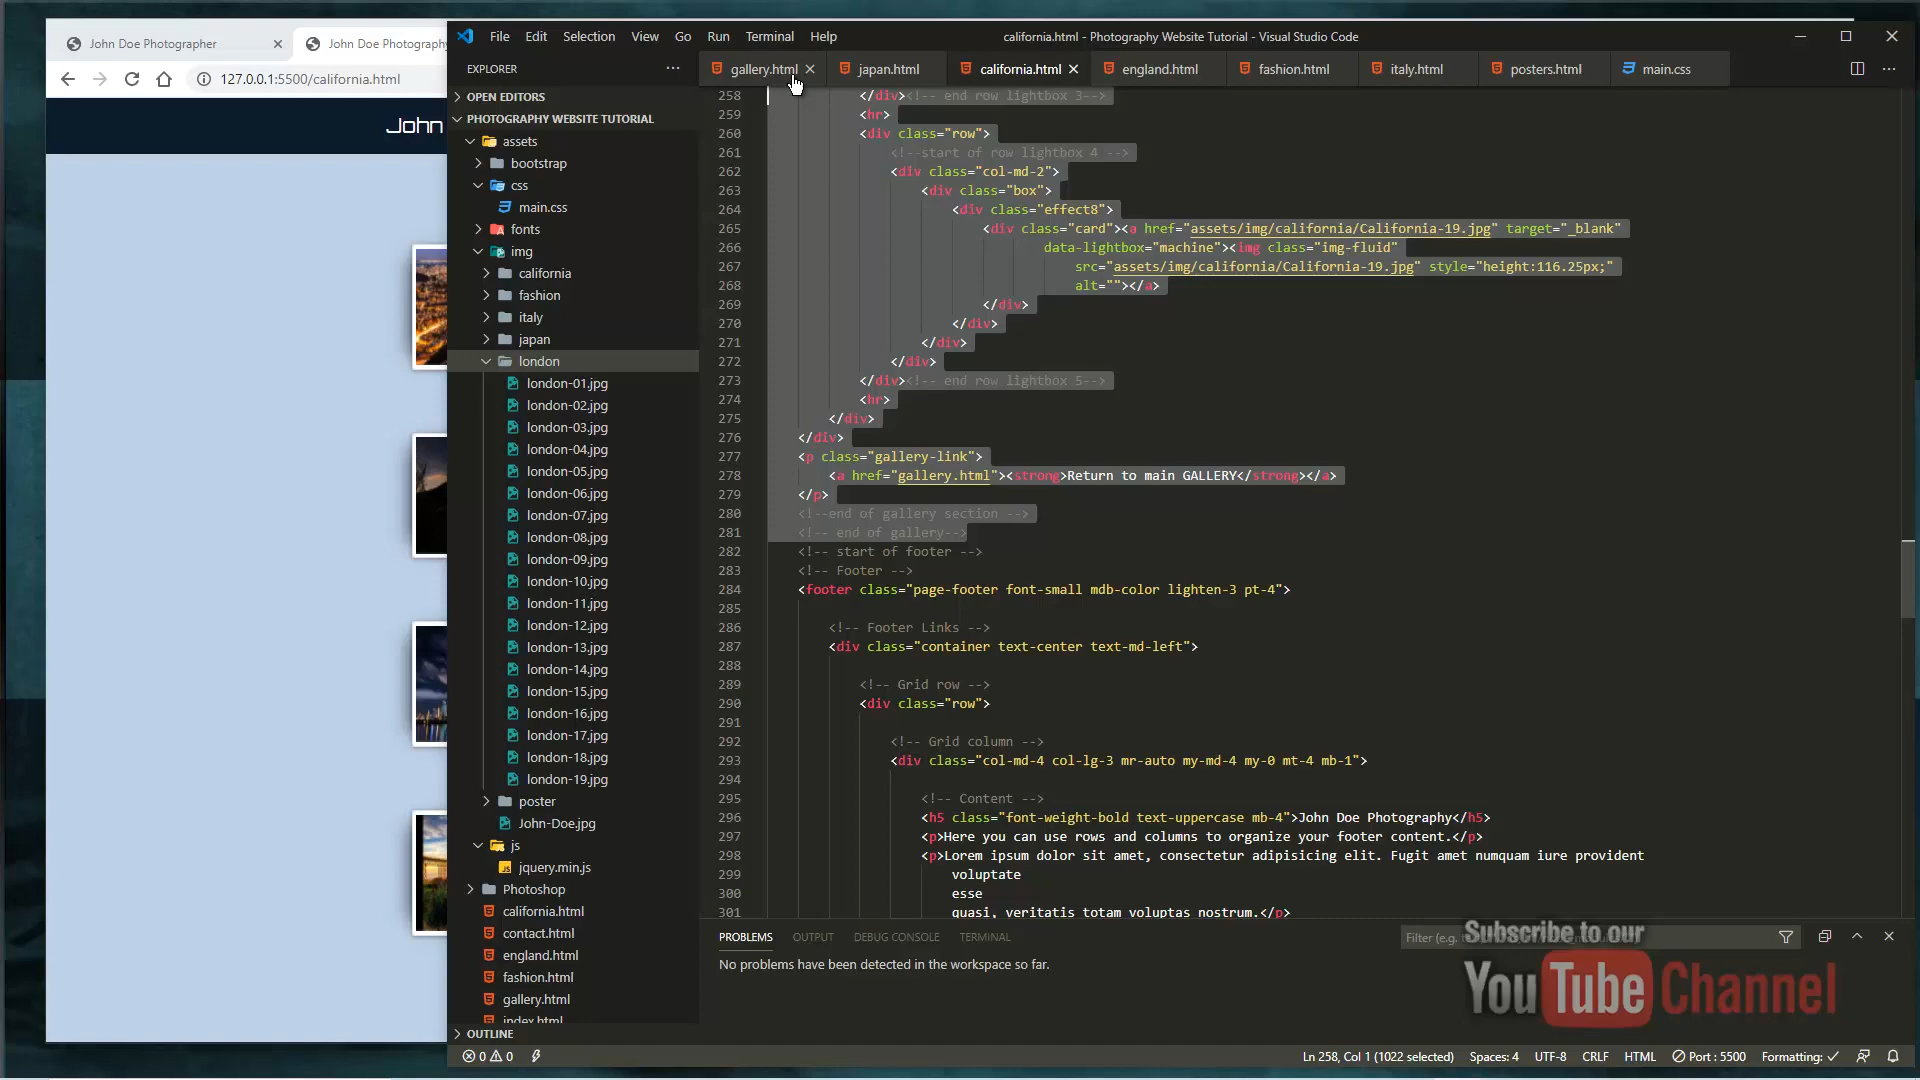 John Doe Photographer
John Doe Photography
127.0.0.1:5500/california.html
John
File Edit Selection View Go Run Terminal Help
california.html - Photography Website Tutorial - Visual Studio Code
EXPLORER
gallery.html
japan.html
california.html
england.html
fashion.html
italy.html
posters.html
main.css
OPEN EDITORS
PHOTOGRAPHY WEBSITE TUTORIAL
assets
bootstrap
css
main.css
fonts
img
california
fashion
italy
japan
london
london-01.jpg
london-02.jpg
london-03.jpg
london-04.jpg
london-05.jpg
london-06.jpg
london-07.jpg
london-08.jpg
london-09.jpg
london-10.jpg
london-11.jpg
london-12.jpg
london-13.jpg
london-14.jpg
london-15.jpg
london-16.jpg
london-17.jpg
london-18.jpg
london-19.jpg
poster
John-Doe.jpg
js
jquery.min.js
Photoshop
california.html
contact.html
england.html
fashion.html
gallery.html
index.html
OUTLINE
258 </div><!-- end row lightbox 3-->
259 <hr>
260 <div class="row">
261 <!--start of row lightbox 4 -->
262 <div class="col-md-2">
263 <div class="box">
264 <div class="effect8">
265 <div class="card"><a href="assets/img/california/California-19.jpg" target="_blank"
266 data-lightbox="machine"><img class="img-fluid"
267 src="assets/img/california/California-19.jpg" style="height:116.25px;"
268 alt=""></a>
269 </div>
270 </div>
271 </div>
272 </div>
273 </div><!-- end row lightbox 5-->
274 <hr>
275 </div>
276 </div>
277 <p class="gallery-link">
278 <a href="gallery.html"><strong>Return to main GALLERY</strong></a>
279 </p>
280 <!--end of gallery section -->
281 <!-- end of gallery-->
282 <!-- start of footer -->
283 <!-- Footer -->
284 <footer class="page-footer font-small mdb-color lighten-3 pt-4">
285
286 <!-- Footer Links -->
287 <div class="container text-center text-md-left">
288
289 <!-- Grid row -->
290 <div class="row">
291
292 <!-- Grid column -->
293 <div class="col-md-4 col-lg-3 mr-auto my-md-4 my-0 mt-4 mb-1">
294
295 <!-- Content -->
296 <h5 class="font-weight-bold text-uppercase mb-4">John Doe Photography</h5>
297 <p>Here you can use rows and columns to organize your footer content.</p>
298 <p>Lorem ipsum dolor sit amet, consectetur adipisicing elit. Fugit amet numquam iure provident
299 voluptate
300 esse
301 quasi, veritatis totam voluptas nostrum.</p>
PROBLEMS OUTPUT DEBUG CONSOLE TERMINAL
Filter (e.g.
No problems have been detected in the workspace so far.
Subscribe to our
YouTube Channel
0 0
Ln 258, Col 1 (1022 selected) Spaces: 4 UTF-8 CRLF HTML Port : 5500 Formatting: